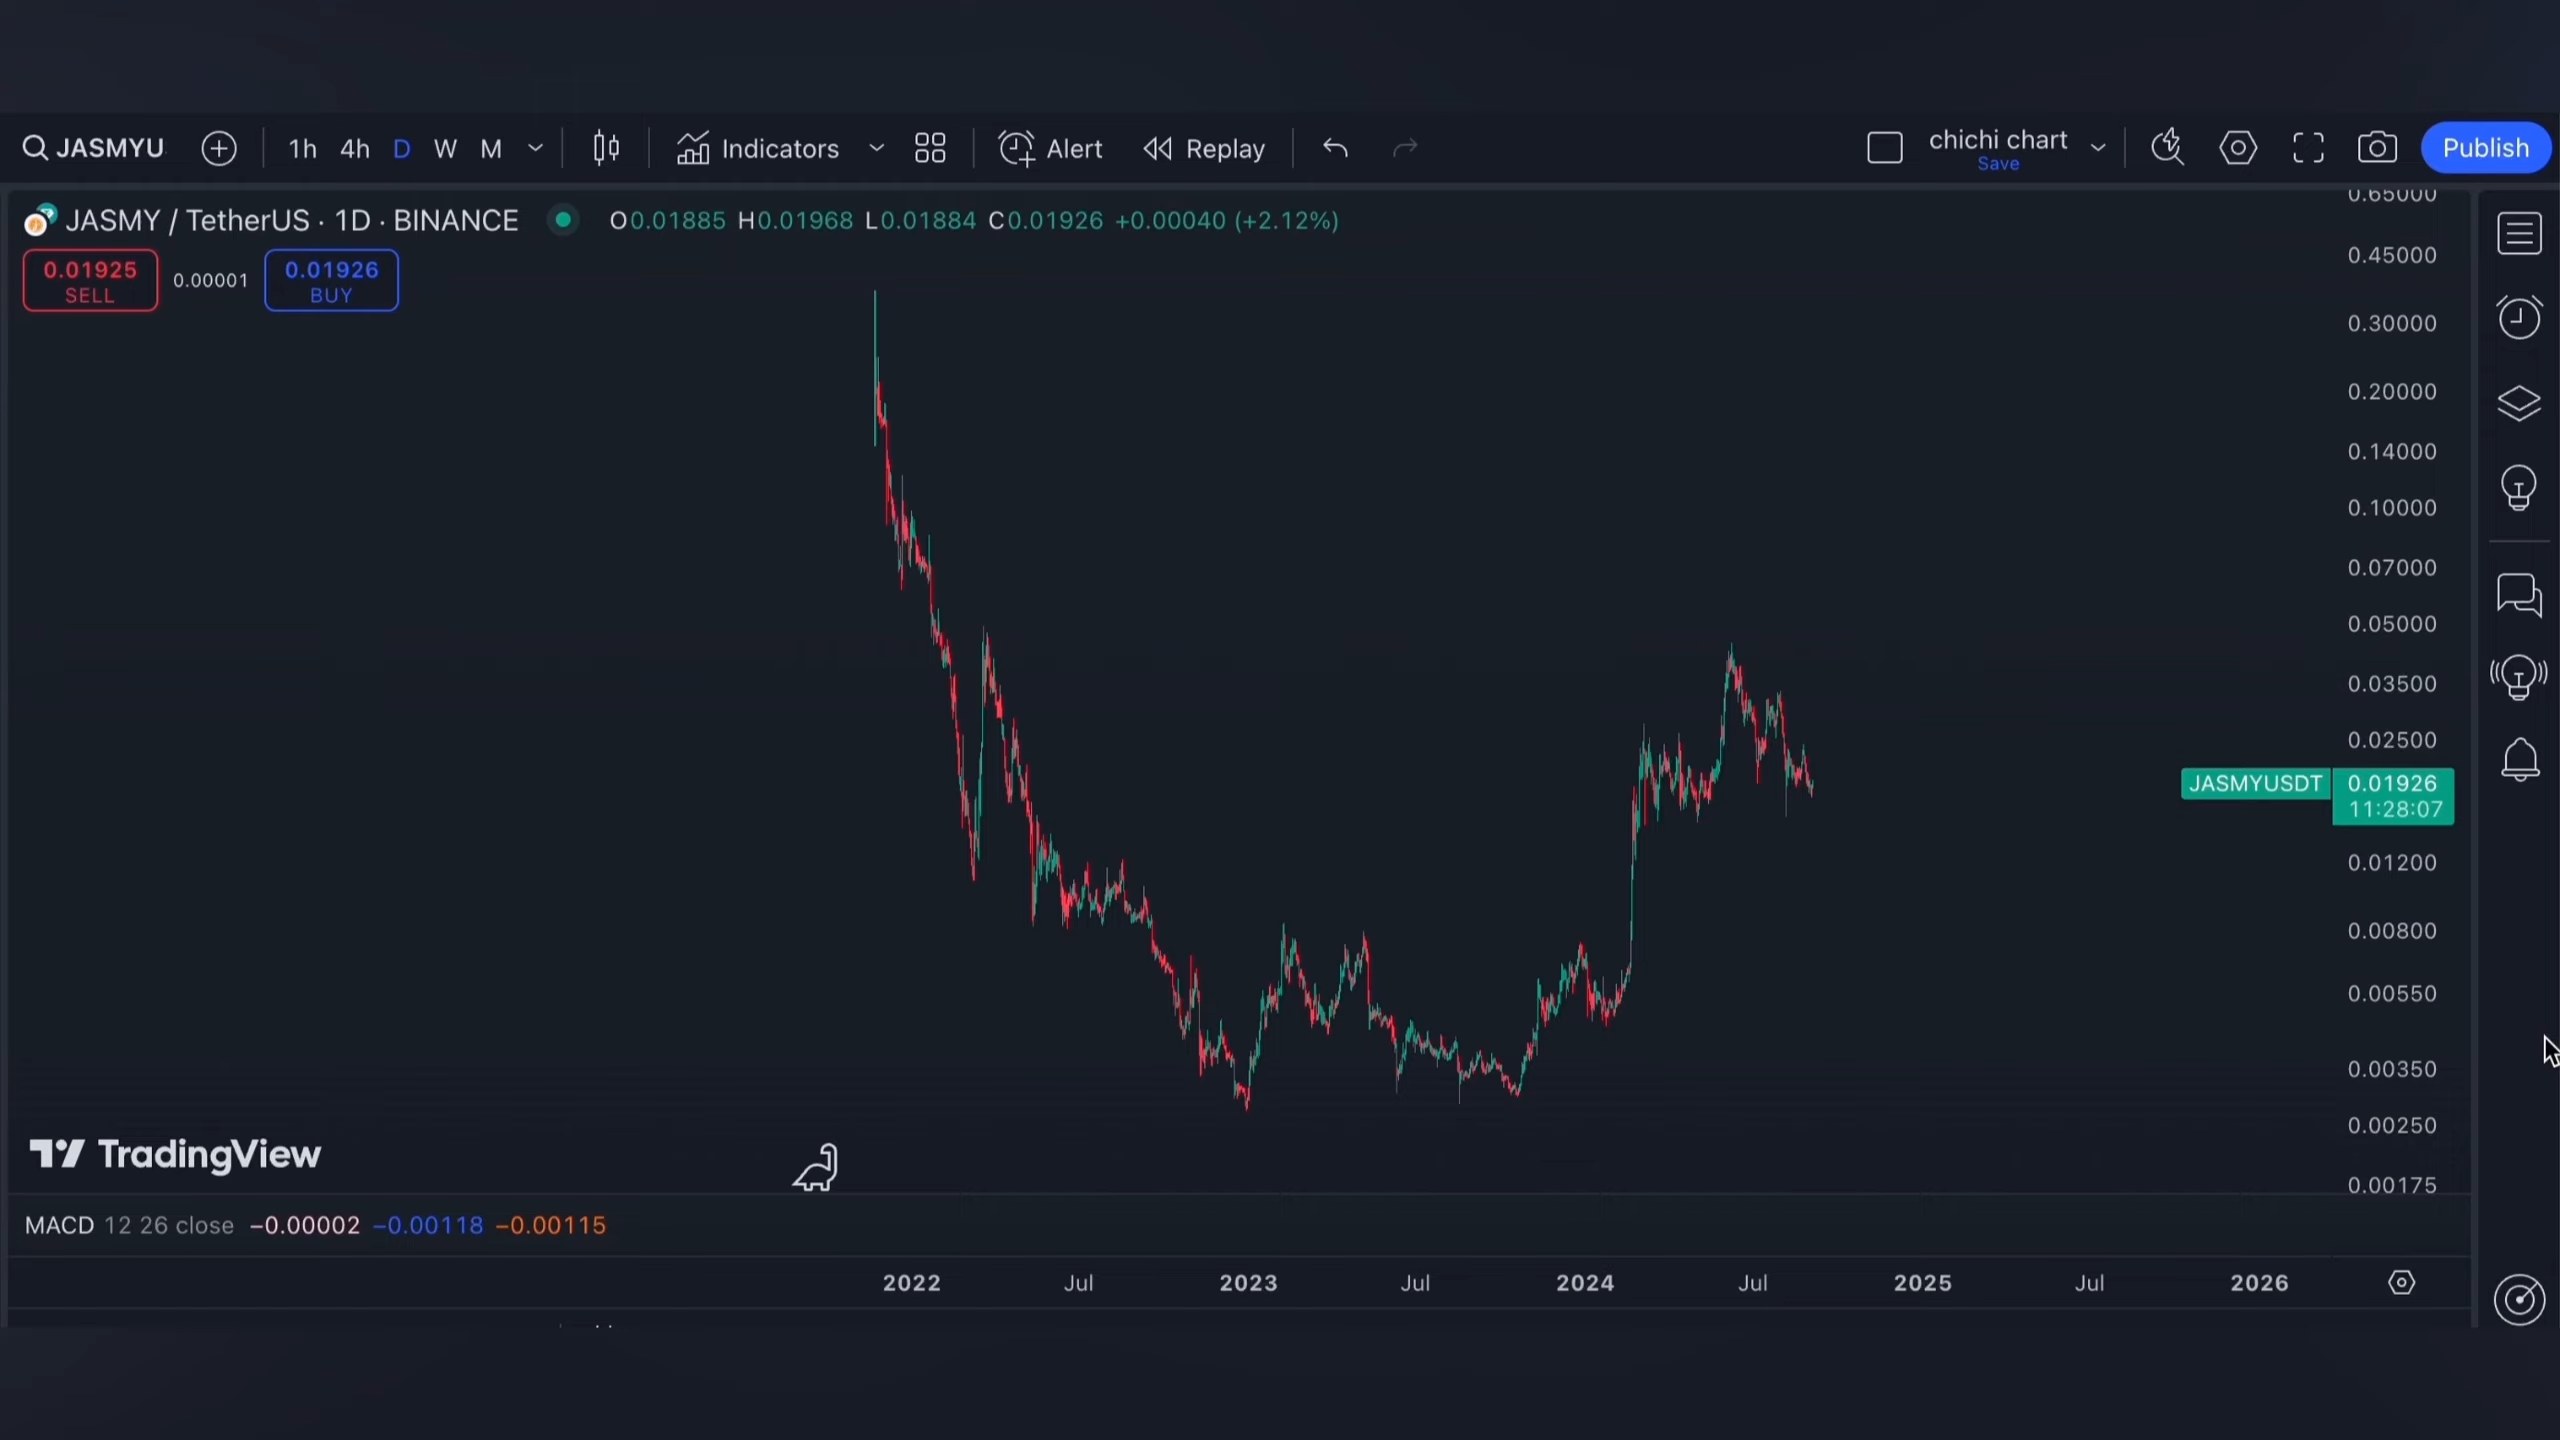 JASMYU 1h 4h D W M Indicators Alert Replay chichi chart Publish
Save
JASMY / TetherUS · 1D · BINANCE O0.01885 H0.01968 L0.01884 C0.01926 +0.00040 (+2.12%)
0.01925 0.00001 0.01926
SELL BUY
0.65000
0.45000
0.30000
0.20000
0.14000
0.10000
0.07000
0.05000
0.03500
0.02500
JASMYUSDT 0.01926
11:28:07
0.01200
0.00800
0.00550
0.00350
0.00250
0.00175
TradingView
MACD 12 26 close −0.00002 −0.00118 −0.00115
2022 Jul 2023 Jul 2024 Jul 2025 Jul 2026